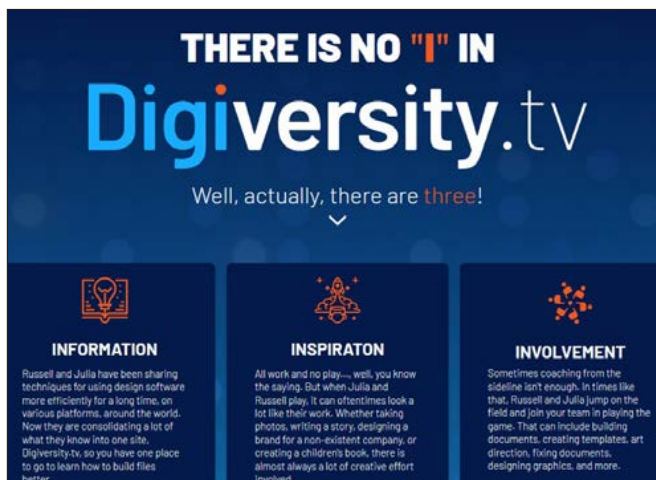 THERE IS NO "I" IN
Digiversity.tv
Well, actually, there are three!
INFORMATION
Russell and Julia have been sharing
techniques for using design software
more efficiently for a long time, on
various platforms, around the world.
Now they are consolidating a lot of
what they know into one site,
Digiversity.tv, so you have one place
to go to learn how to build files
better.
INSPIRATON
All work and no play...., well, you know
the saying. But when Julia and
Russell play, it can oftentimes look a
lot like their work. Whether taking
photos, writing a story, designing a
brand for a non-existent company, or
creating a children's book, there is
almost always a lot of creative effort
involved
INVOLVEMENT
Sometimes coaching from the
sideline isn't enough. In times like
that, Russell and Julia jump on the
field and join your team in playing the
game. That can include building
documents, creating templates, art
direction, fixing documents,
designing graphics, and more.